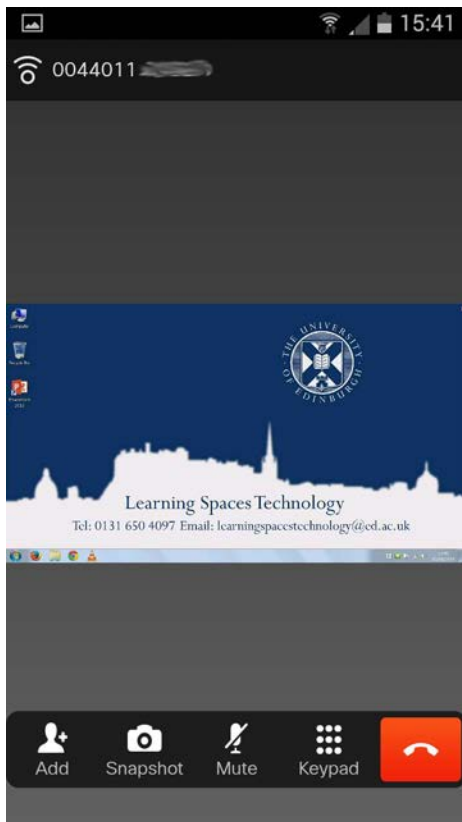 15:41
0044011
THE UNIVERSITY OF EDINBURGH
Learning Spaces Technology
Tel: 0131 650 4097 Email: learningspacestechnology@ed.ac.uk
Add Snapshot Mute Keypad